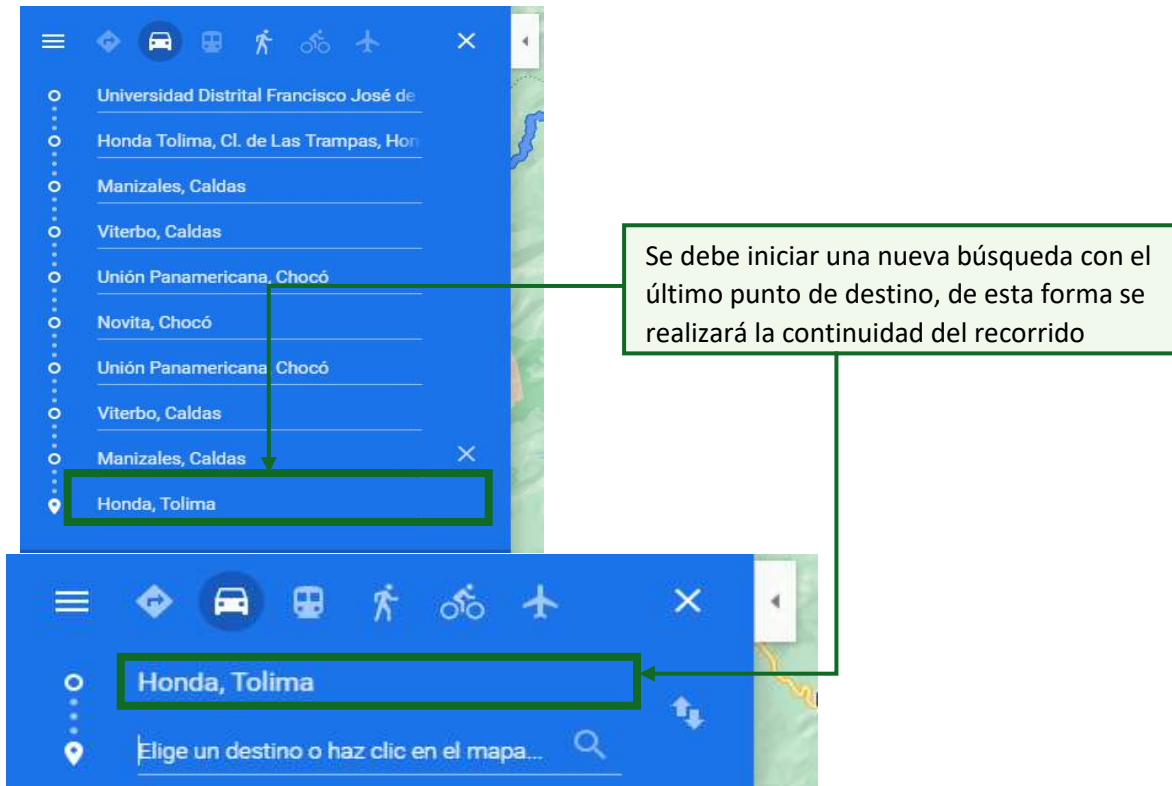 Universidad Distrital Francisco José de
Honda Tolima, Cl. de Las Trampas, Hon
Manizales, Caldas
Viterbo, Caldas
Unión Panamericana, Chocó
Novita, Chocó
Unión Panamericana, Chocó
Viterbo, Caldas
Manizales, Caldas
Honda, Tolima
Se debe iniciar una nueva búsqueda con el
último punto de destino, de esta forma se
realizará la continuidad del recorrido
Honda, Tolima
Elige un destino o haz clic en el mapa...